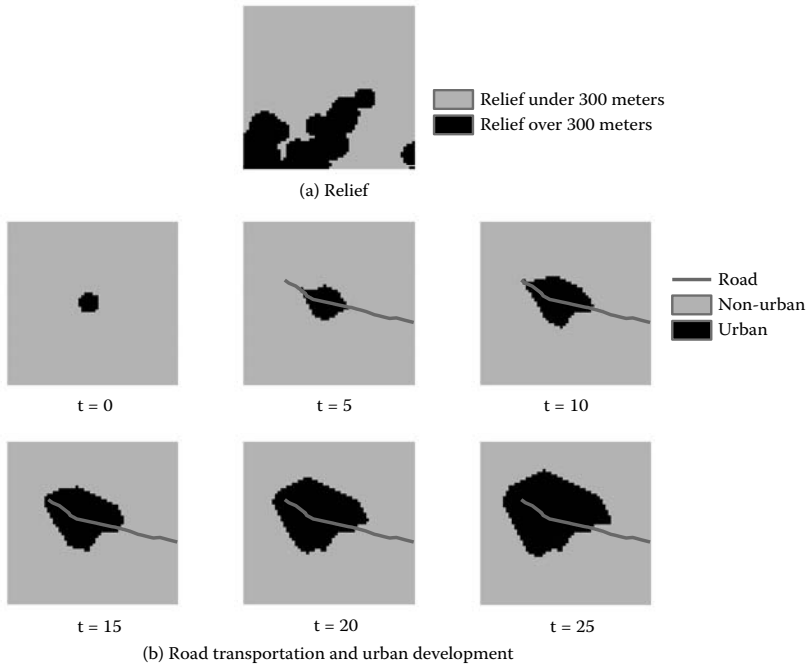 Relief under 300 meters
Relief over 300 meters
(a) Relief
Road
Non-urban
Urban
t = 0
t = 5
t = 10
t = 15
t = 20
t = 25
(b) Road transportation and urban development